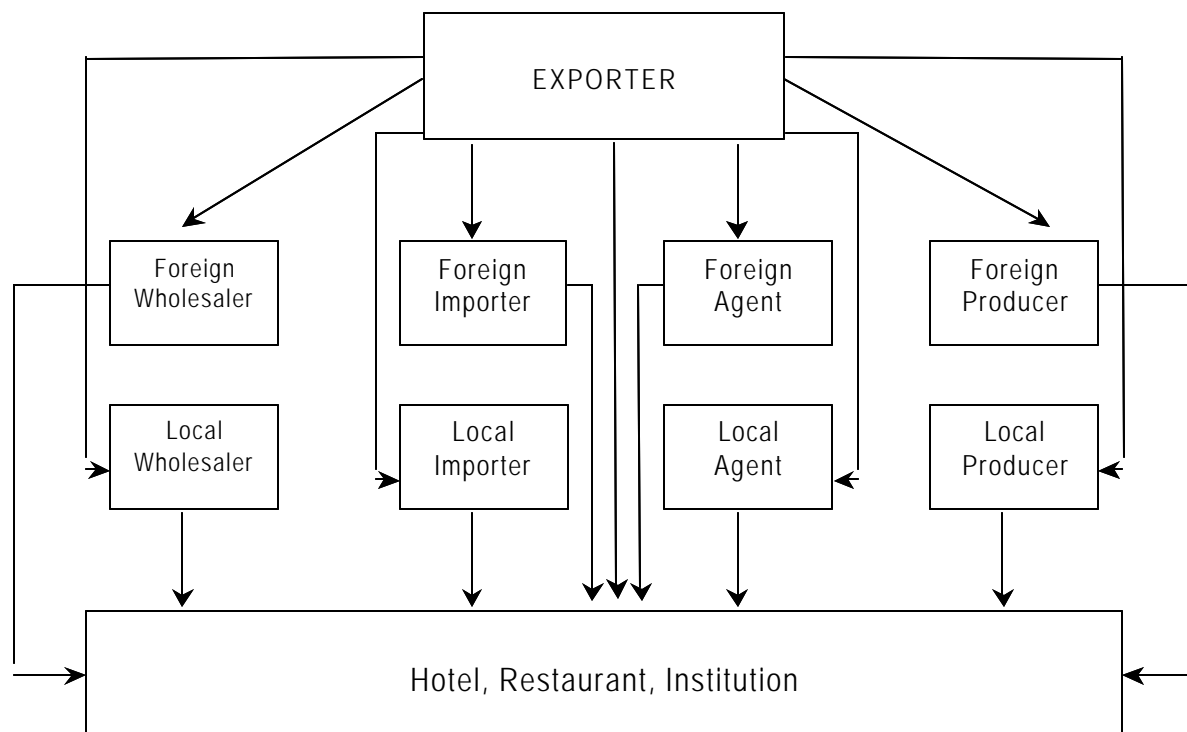 EXPORTER
Foreign
Wholesaler
Foreign
Importer
Foreign
Agent
Foreign
Producer
Local
Wholesaler
Local
Importer
Local
Agent
Local
Producer
Hotel, Restaurant, Institution